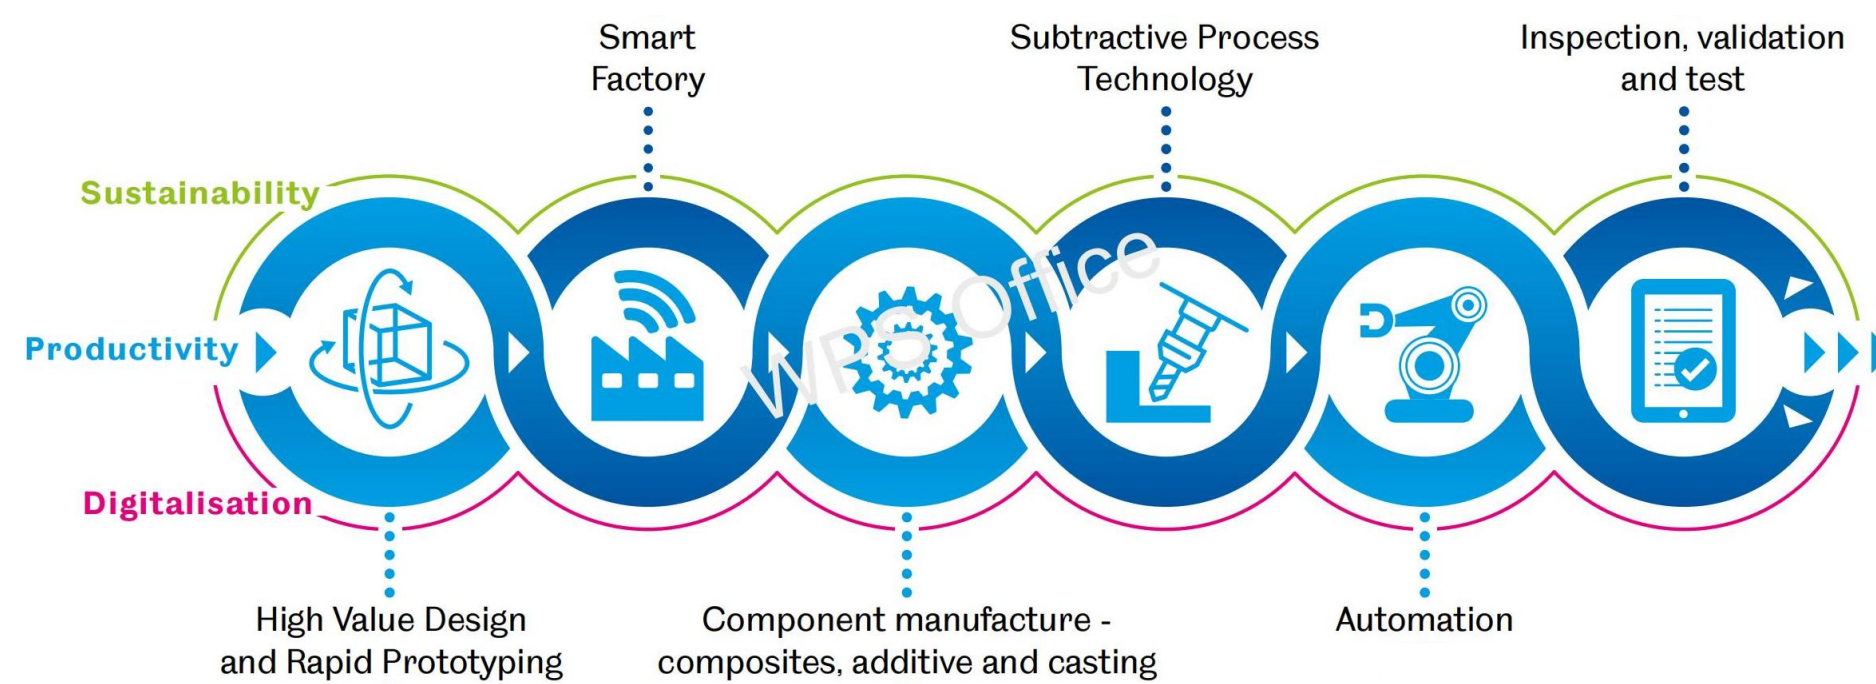 Smart
Factory
Subtractive Process
Technology
Inspection, validation
and test
Sustainability
Productivity
Digitalisation
WPS Office
High Value Design
and Rapid Prototyping
Component manufacture -
composites, additive and casting
Automation